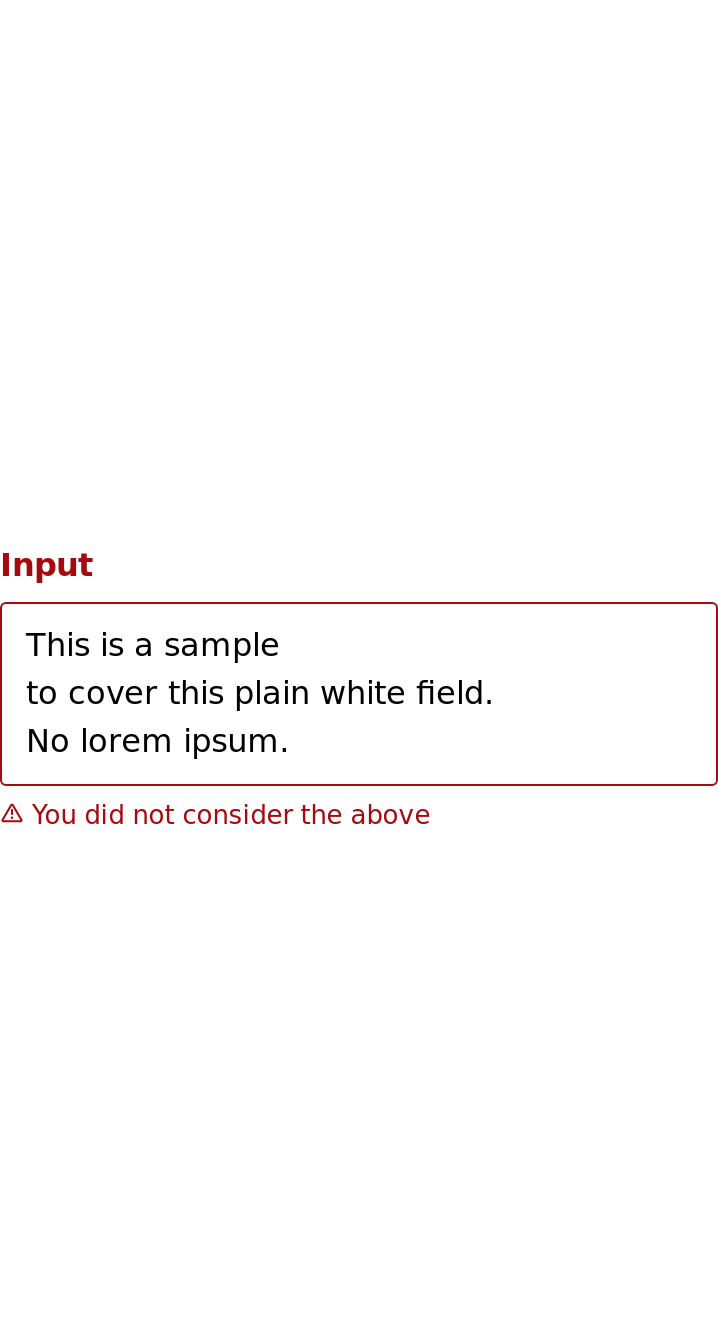 Input
This is a sample
to cover this plain white field.
No lorem ipsum.
You did not consider the above